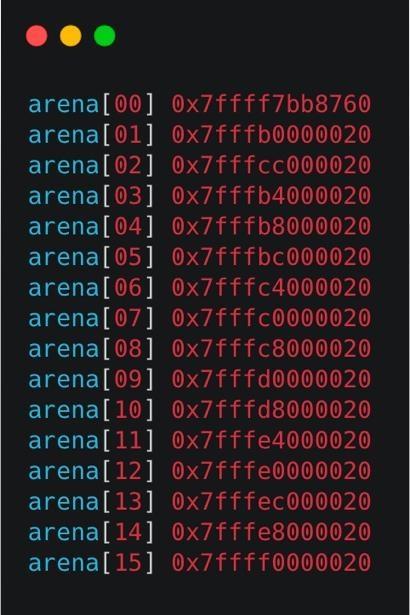 arena[00] 0x7ffff7bb8760
arena[01] 0x7fffb0000020
arena[02] 0x7fffcc000020
arena[03] 0x7fffb4000020
arena[04] 0x7fffb8000020
arena[05] 0x7fffbc000020
arena[06] 0x7fffc4000020
arena[07] 0x7fffc0000020
arena[08] 0x7fffc8000020
arena[09] 0x7fffd0000020
arena[10] 0x7fffd8000020
arena[11] 0x7fffe4000020
arena[12] 0x7fffe0000020
arena[13] 0x7fffec000020
arena[14] 0x7fffe8000020
arena[15] 0x7ffff0000020